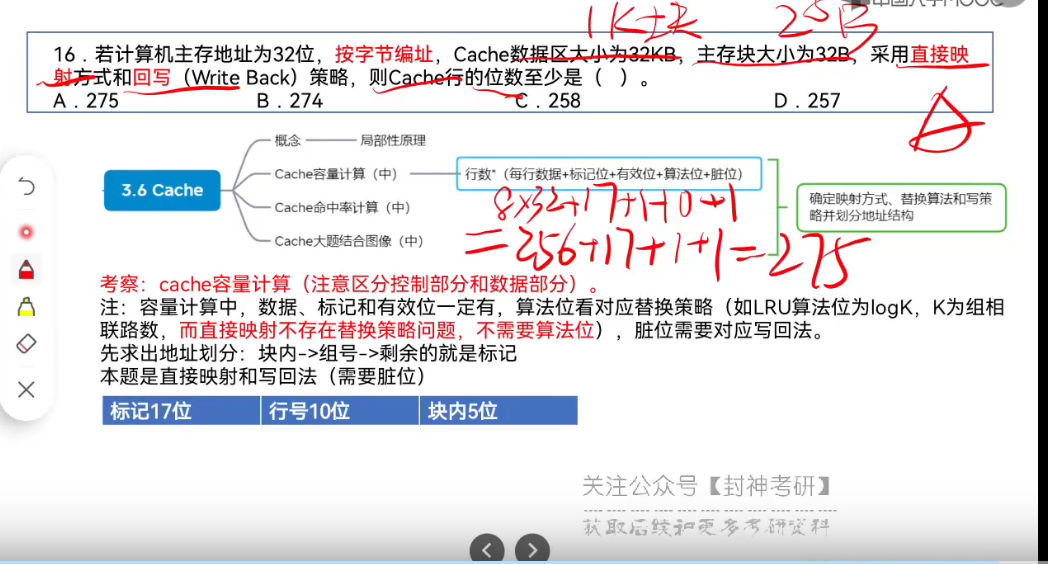 中国大学MOOC
1K行 2^5B
16．若计算机主存地址为32位，按字节编址，Cache数据区大小为32KB，主存块大小为32B，采用直接映
射方式和回写（Write Back）策略，则Cache行的位数至少是（ ）。
A．275 B．274 C．258 D．257
A
概念 局部性原理
Cache容量计算（中） 行数*（每行数据+标记位+有效位+算法位+脏位）
3.6 Cache
Cache命中率计算（中）
Cache大题结合图像（中）
确定映射方式、替换算法和写策
略并划分地址结构
8×32+17+1+0+1
=256+17+1+1=275
考察：cache容量计算（注意区分控制部分和数据部分）。
注：容量计算中，数据、标记和有效位一定有，算法位看对应替换策略（如LRU算法位为logK，K为组相
联路数，而直接映射不存在替换策略问题，不需要算法位），脏位需要对应写回法。
先求出地址划分：块内->组号->剩余的就是标记
本题是直接映射和写回法（需要脏位）
标记17位 行号10位 块内5位
关注公众号【封神考研】
获取后续和更多考研资料